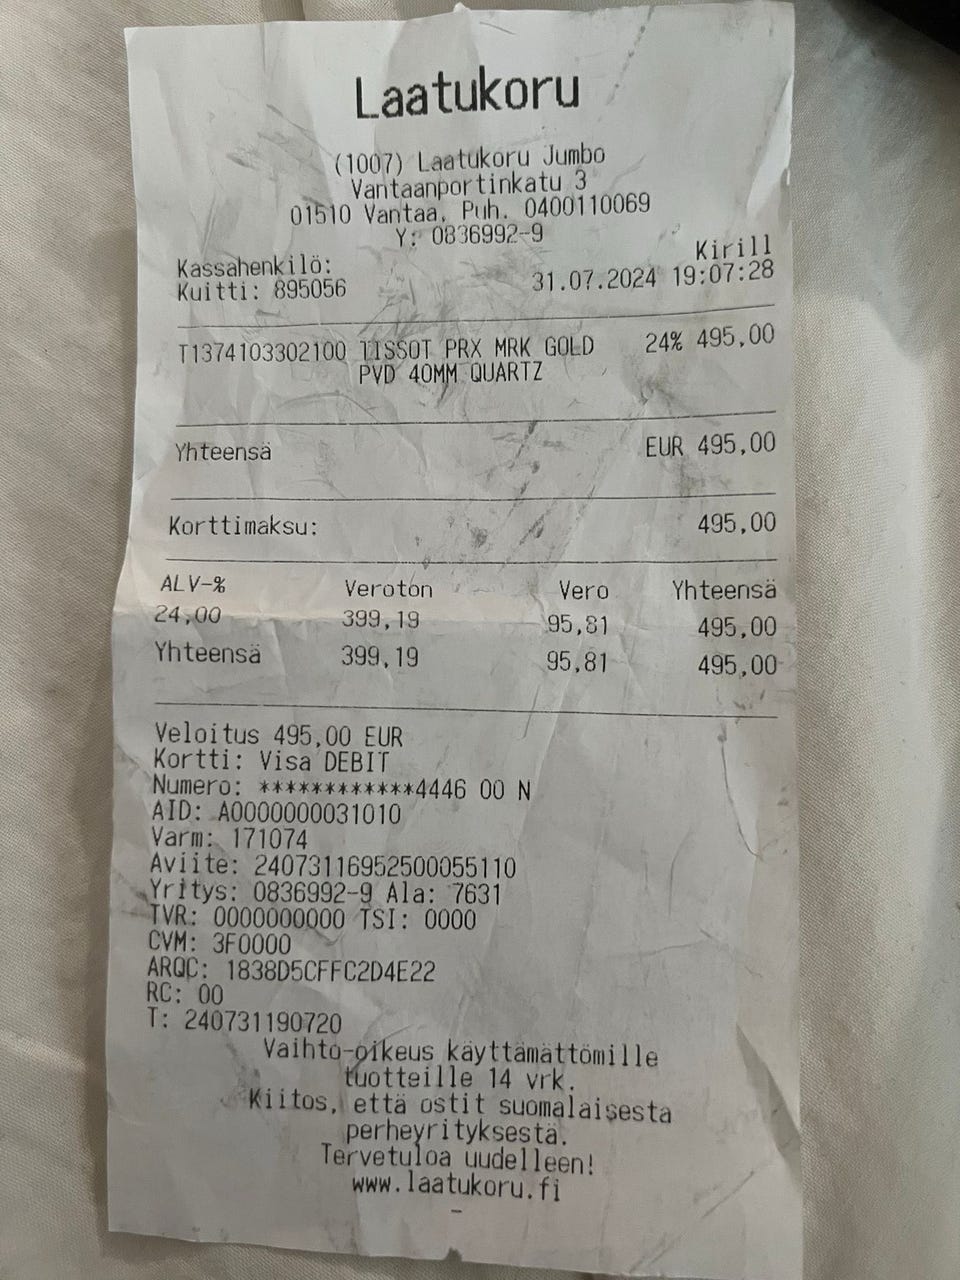 Laatukoru
(1007) Laatukoru Jumbo
Vantaanportinkatu 3
01510 Vantaa, Puh. 0400110069
Y: 0836992-9
Kassahenkilö: Kirill
Kuitti: 895056 31.07.2024 19:07:28
T1374103302100 TISSOT PRX MRK GOLD 24% 495,00
PVD 40MM QUARTZ
Yhteensä EUR 495,00
Korttimaksu: 495,00
ALV-% Veroton Vero Yhteensä
24,00 399,19 95,81 495,00
Yhteensä 399,19 95,81 495,00
Veloitus 495,00 EUR
Kortti: Visa DEBIT
Numero: ************4446 00 N
AID: A0000000031010
Varm: 171074
Aviite: 24073116952500055110
Yritys: 0836992-9 Ala: 7631
TVR: 0000000000 TSI: 0000
CVM: 3F0000
ARQC: 1838D5CFFC2D4E22
RC: 00
T: 240731190720
Vaihto-oikeus käyttämättömille
tuotteille 14 vrk.
Kiitos, että ostit suomalaisesta
perheyrityksestä.
Tervetuloa uudelleen!
www.laatukoru.fi